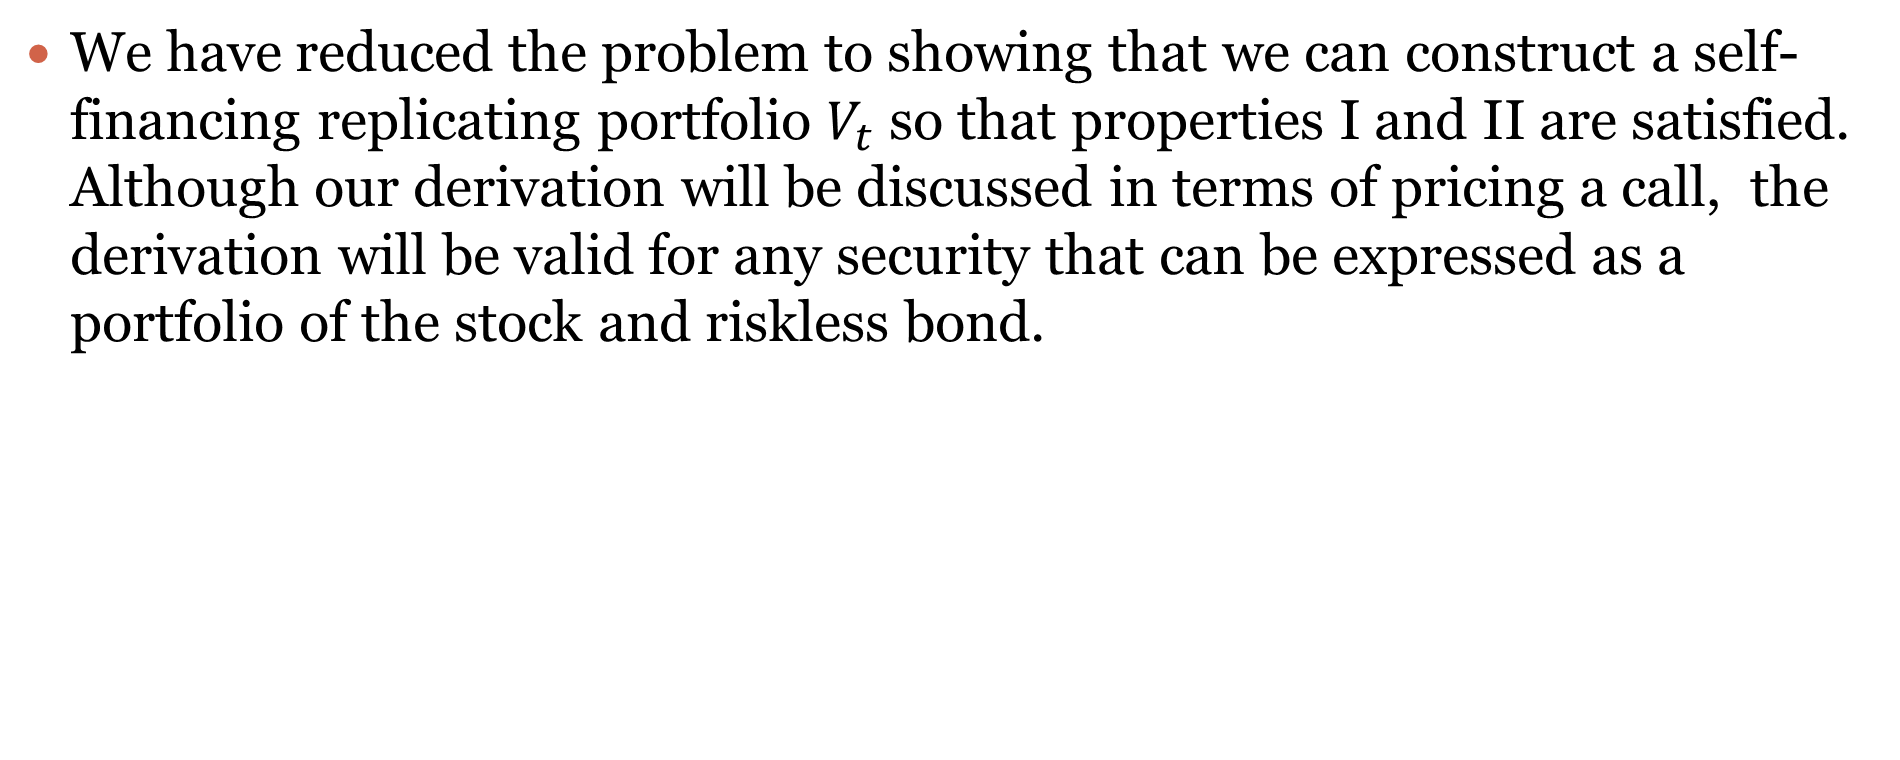 • We have reduced the problem to showing that we can construct a self-
financing replicating portfolio $V_t$ so that properties I and II are satisfied.
Although our derivation will be discussed in terms of pricing a call,  the
derivation will be valid for any security that can be expressed as a
portfolio of the stock and riskless bond.